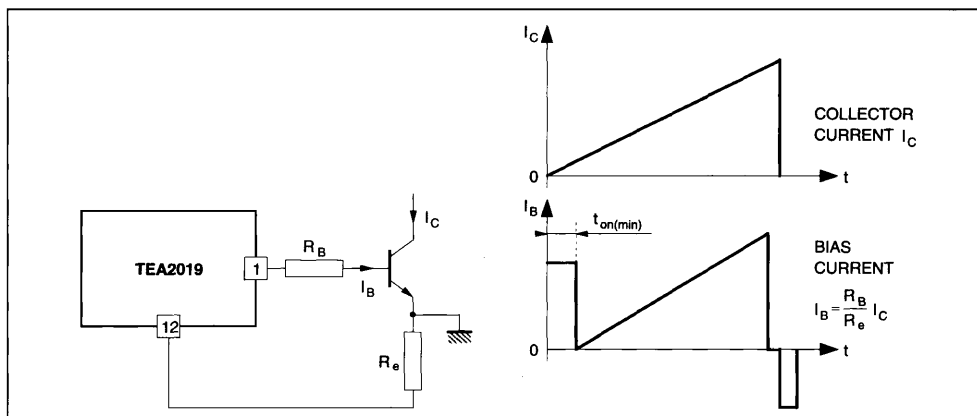 TEA2019
1
12
R_B
I_B
I_C
R_e
I_C
COLLECTOR
CURRENT I_C
0
t
I_B
t_on(min)
BIAS
CURRENT
I_B = R_B/R_e I_C
0
t